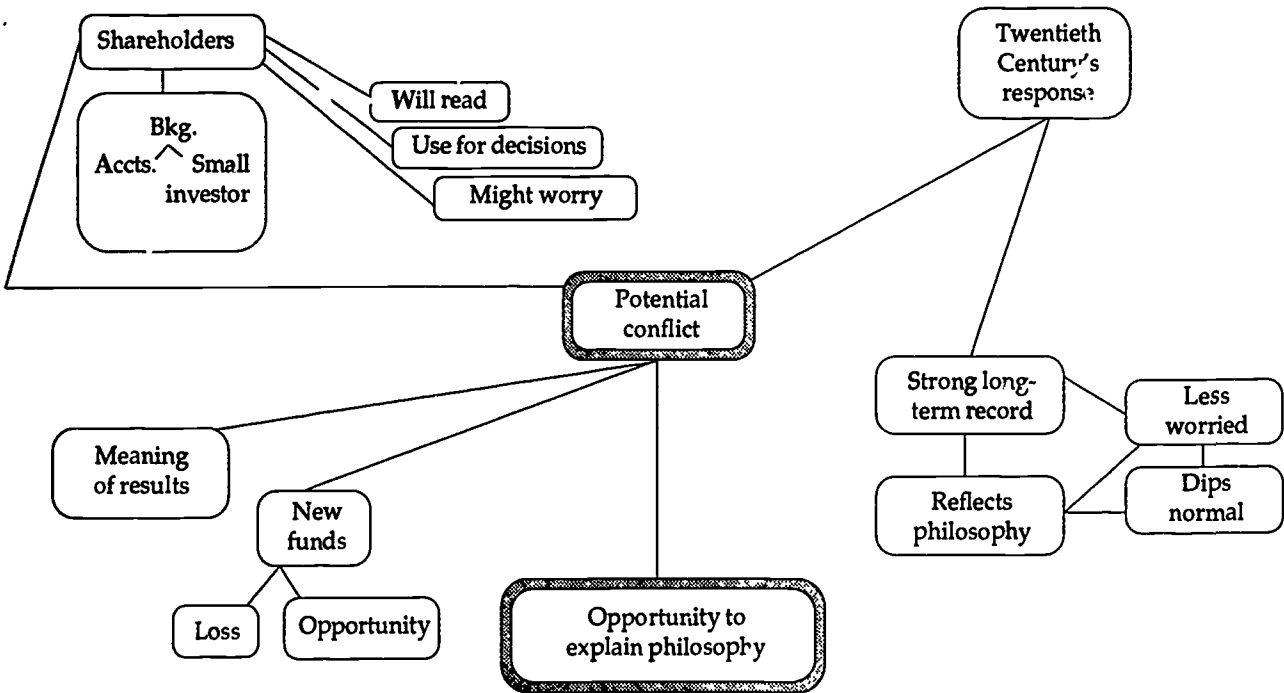 Shareholders
Bkg.
Accts. Small
investor
Will read
Use for decisions
Might worry
Twentieth
Century's
response
Potential
conflict
Strong long-
term record
Less
worried
Reflects
philosophy
Dips
normal
Meaning
of results
New
funds
Loss
Opportunity
Opportunity to
explain philosophy